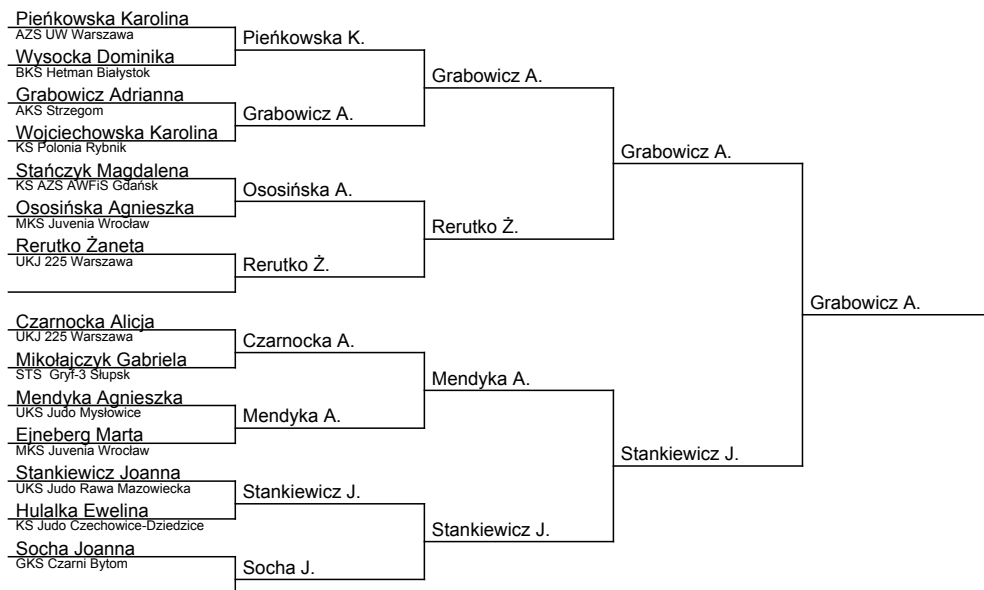 Pieńkowska Karolina
AZS UW Warszawa
Pieńkowska K.
Wysocka Dominika
BKS Hetman Białystok
Grabowicz A.
Grabowicz Adrianna
AKS Strzegom
Grabowicz A.
Wojciechowska Karolina
KS Polonia Rybnik
Grabowicz A.
Stańczyk Magdalena
KS AZS AWFiS Gdańsk
Ososińska A.
Ososińska Agnieszka
MKS Juvenia Wrocław
Rerutko Ż.
Rerutko Żaneta
UKJ 225 Warszawa
Rerutko Ż.
Grabowicz A.
Czarnocka Alicja
UKJ 225 Warszawa
Czarnocka A.
Mikołajczyk Gabriela
STS Gryf-3 Słupsk
Mendyka A.
Mendyka Agnieszka
UKS Judo Mysłowice
Mendyka A.
Ejneberg Marta
MKS Juvenia Wrocław
Stankiewicz J.
Stankiewicz Joanna
UKS Judo Rawa Mazowiecka
Stankiewicz J.
Hulalka Ewelina
KS Judo Czechowice-Dziedzice
Stankiewicz J.
Socha Joanna
GKS Czarni Bytom
Socha J.